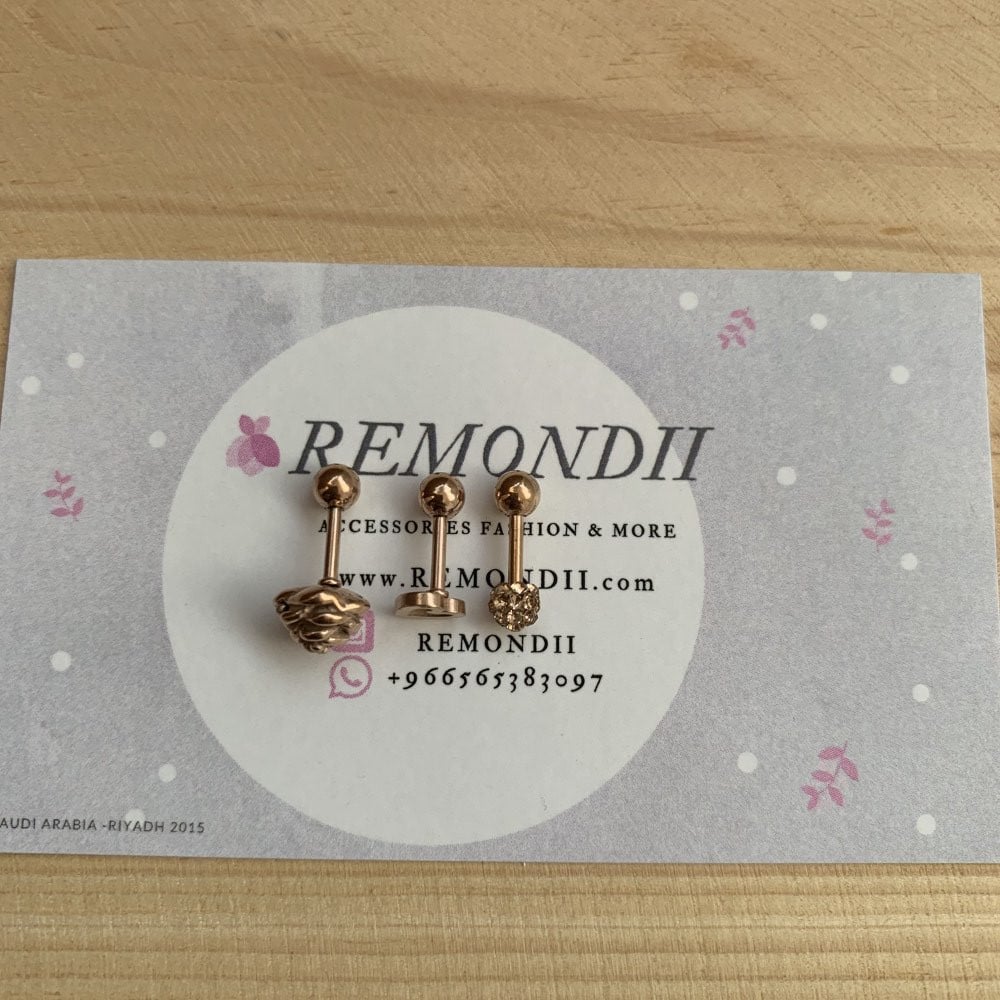 REMONDII
ACCESSORIES FASHION & MORE
www.REMONDII.com
REMONDII
+966565383097
AUDI ARABIA -RIYADH 2015